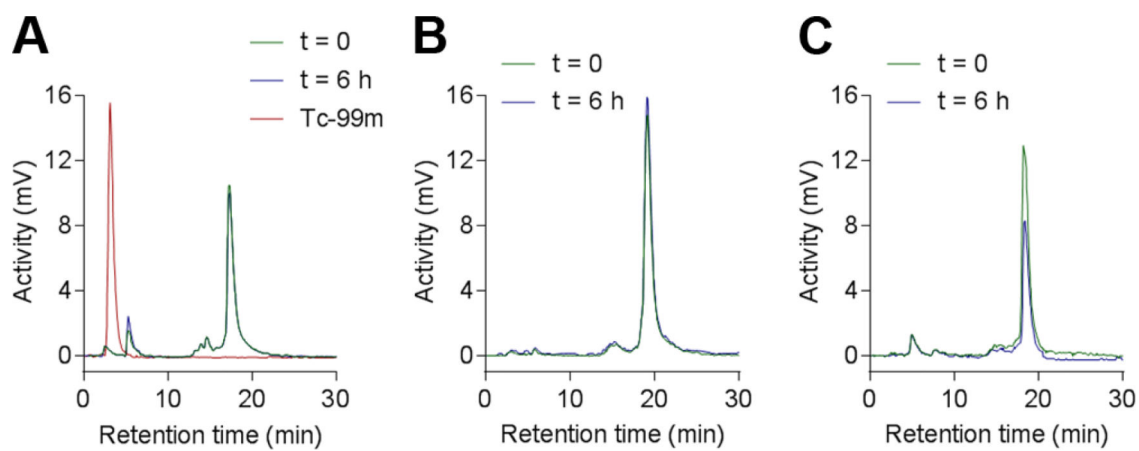 A
t = 0
t = 6 h
Tc-99m
16
12
8
4
0
Activity (mV)
0 10 20 30
Retention time (min)
B
t = 0
t = 6 h
16
12
8
4
0
Activity (mV)
0 10 20 30
Retention time (min)
C
t = 0
t = 6 h
16
12
8
4
0
Activity (mV)
0 10 20 30
Retention time (min)